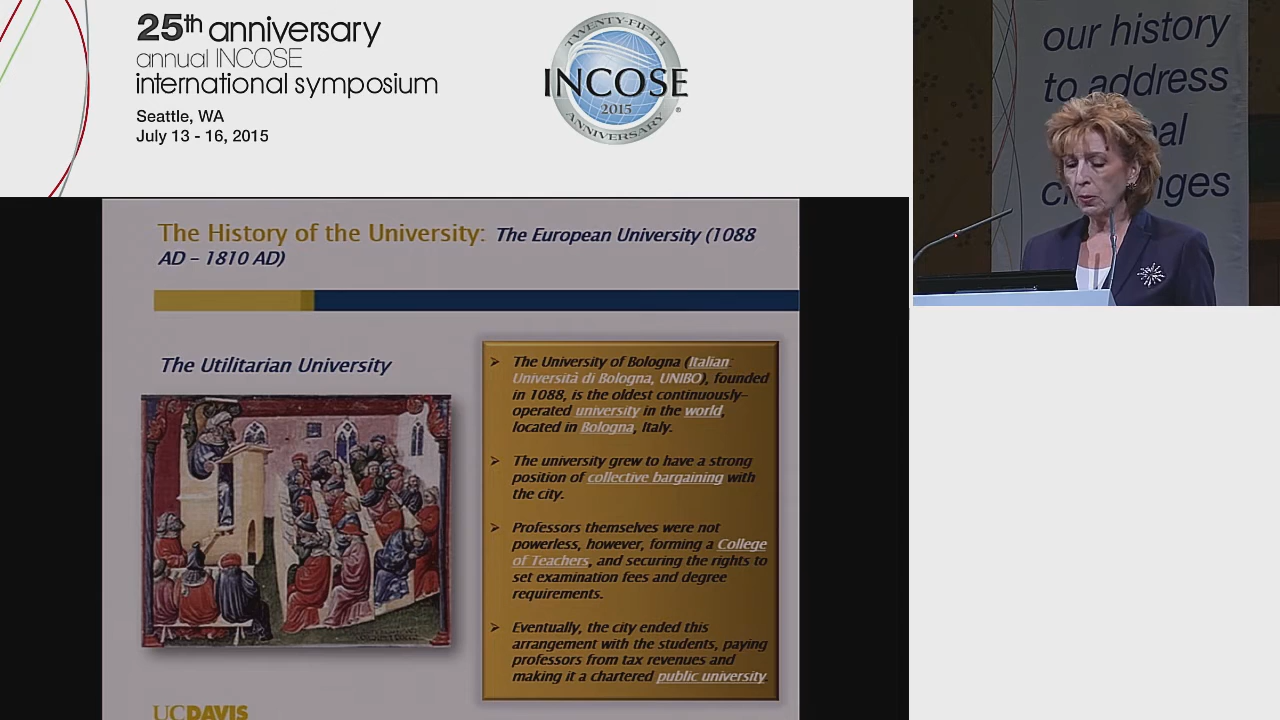 25th anniversary
annual INCOSE
international symposium
Seattle, WA
July 13 - 16, 2015
TWENTY-FIFTH
INCOSE
®
2015
ANNIVERSARY
our history
to address
The History of the University: The European University (1088
AD – 1810 AD)
The Utilitarian University
➢ The University of Bologna (Italian:
Università di Bologna, UNIBO), founded
in 1088, is the oldest continuously-
operated university in the world,
located in Bologna, Italy.
➢ The university grew to have a strong
position of collective bargaining with
the city.
➢ Professors themselves were not
powerless, however, forming a College
of Teachers, and securing the rights to
set examination fees and degree
requirements.
➢ Eventually, the city ended this
arrangement with the students, paying
professors from tax revenues and
making it a chartered public university.
UCDAVIS